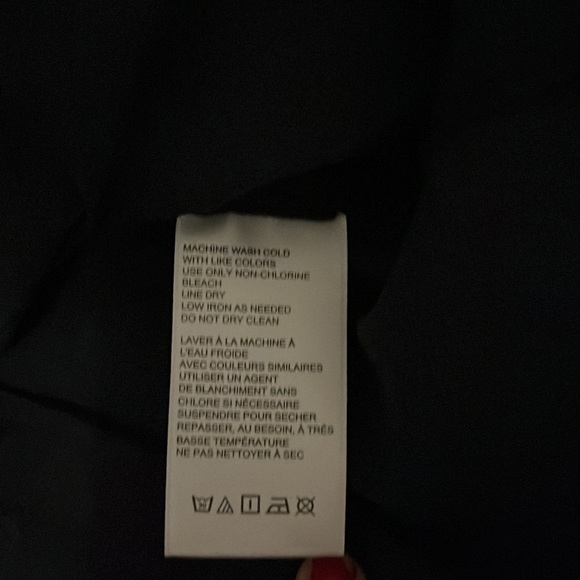 MACHINE WASH COLD
WITH LIKE COLORS
USE ONLY NON-CHLORINE
BLEACH
LINE DRY
LOW IRON AS NEEDED
DO NOT DRY CLEAN
LAVER À LA MACHINE À
L'EAU FROIDE
AVEC COULEURS SIMILAIRES
UTILISER UN AGENT
DE BLANCHIMENT SANS
CHLORE SI NÉCESSAIRE
SUSPENDRE POUR SECHER
REPASSER, AU BESOIN, À TRÉS
BASSE TEMPÉRATURE
NE PAS NETTOYER À SEC